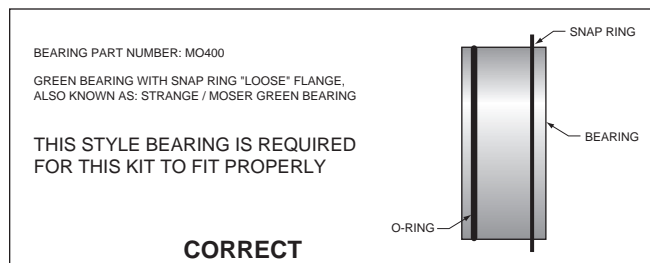 BEARING PART NUMBER: MO400
GREEN BEARING WITH SNAP RING "LOOSE" FLANGE,
ALSO KNOWN AS: STRANGE / MOSER GREEN BEARING
THIS STYLE BEARING IS REQUIRED
FOR THIS KIT TO FIT PROPERLY
CORRECT
SNAP RING
BEARING
O-RING